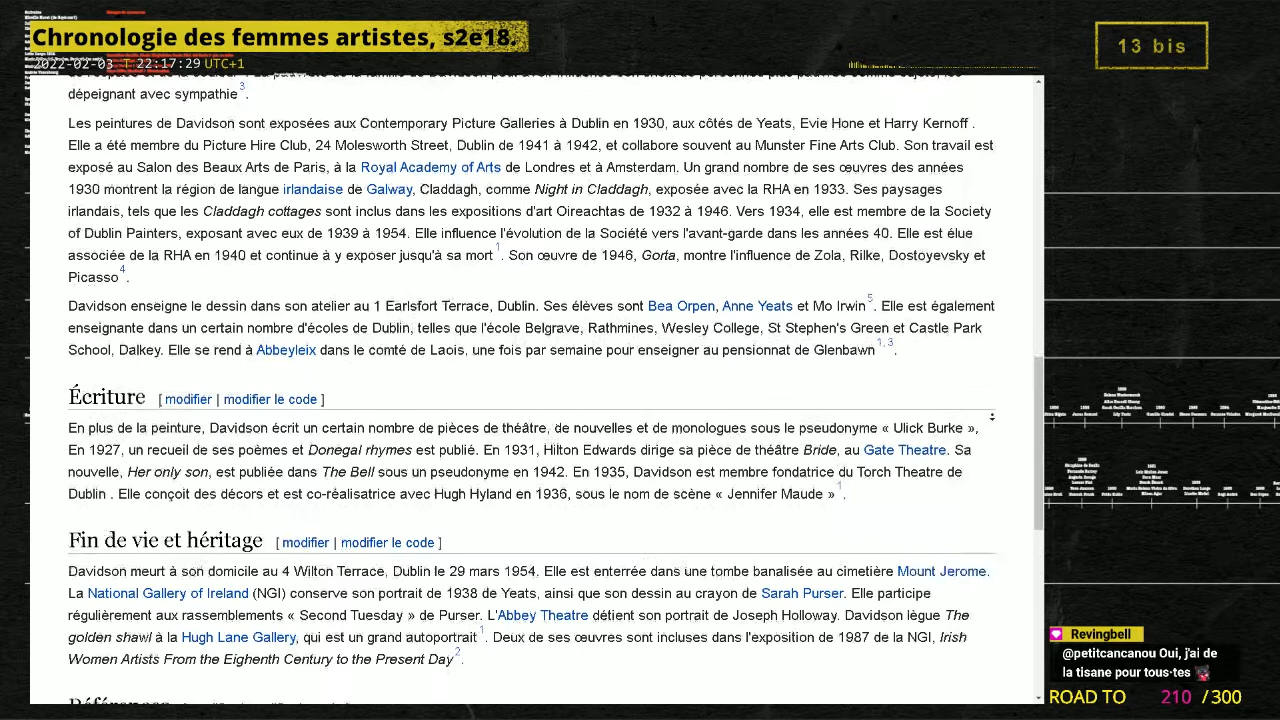 Chronologie des femmes artistes, s2e18.
2022-02-03 T 22:17:29 UTC+1
13 bis
dépeignant avec sympathie 3.
Les peintures de Davidson sont exposées aux Contemporary Picture Galleries à Dublin en 1930, aux côtés de Yeats, Evie Hone et Harry Kernoff .
Elle a été membre du Picture Hire Club, 24 Molesworth Street, Dublin de 1941 à 1942, et collabore souvent au Munster Fine Arts Club. Son travail est
exposé au Salon des Beaux Arts de Paris, à la Royal Academy of Arts de Londres et à Amsterdam. Un grand nombre de ses œuvres des années
1930 montrent la région de langue irlandaise de Galway, Claddagh, comme Night in Claddagh, exposée avec la RHA en 1933. Ses paysages
irlandais, tels que les Claddagh cottages sont inclus dans les expositions d'art Oireachtas de 1932 à 1946. Vers 1934, elle est membre de la Society
of Dublin Painters, exposant avec eux de 1939 à 1954. Elle influence l'évolution de la Société vers l'avant-garde dans les années 40. Elle est élue
associée de la RHA en 1940 et continue à y exposer jusqu'à sa mort 1. Son œuvre de 1946, Gorta, montre l'influence de Zola, Rilke, Dostoyevsky et
Picasso 4.
Davidson enseigne le dessin dans son atelier au 1 Earlsfort Terrace, Dublin. Ses élèves sont Bea Orpen, Anne Yeats et Mo Irwin 5. Elle est également
enseignante dans un certain nombre d'écoles de Dublin, telles que l'école Belgrave, Rathmines, Wesley College, St Stephen's Green et Castle Park
School, Dalkey. Elle se rend à Abbeyleix dans le comté de Laois, une fois par semaine pour enseigner au pensionnat de Glenbawn 1, 3.
Écriture [ modifier | modifier le code ]
En plus de la peinture, Davidson écrit un certain nombre de pièces de théâtre, de nouvelles et de monologues sous le pseudonyme « Ulick Burke »,
En 1927, un recueil de ses poèmes et Donegal rhymes est publié. En 1931, Hilton Edwards dirige sa pièce de théâtre Bride, au Gate Theatre. Sa
nouvelle, Her only son, est publiée dans The Bell sous un pseudonyme en 1942. En 1935, Davidson est membre fondatrice du Torch Theatre de
Dublin . Elle conçoit des décors et est co-réalisatrice avec Hugh Hyland en 1936, sous le nom de scène « Jennifer Maude » 1.
Fin de vie et héritage [ modifier | modifier le code ]
Davidson meurt à son domicile au 4 Wilton Terrace, Dublin le 29 mars 1954. Elle est enterrée dans une tombe banalisée au cimetière Mount Jerome.
La National Gallery of Ireland (NGI) conserve son portrait de 1938 de Yeats, ainsi que son dessin au crayon de Sarah Purser. Elle participe
régulièrement aux rassemblements « Second Tuesday » de Purser. L'Abbey Theatre détient son portrait de Joseph Holloway. Davidson lègue The
golden shawl à la Hugh Lane Gallery, qui est un grand autoportrait 1. Deux de ses œuvres sont incluses dans l'exposition de 1987 de la NGI, Irish
Women Artists From the Eighenth Century to the Present Day 2.
Revingbell
@petitcancanou Oui, j'ai de
la tisane pour tous·tes
ROAD TO 210 / 300